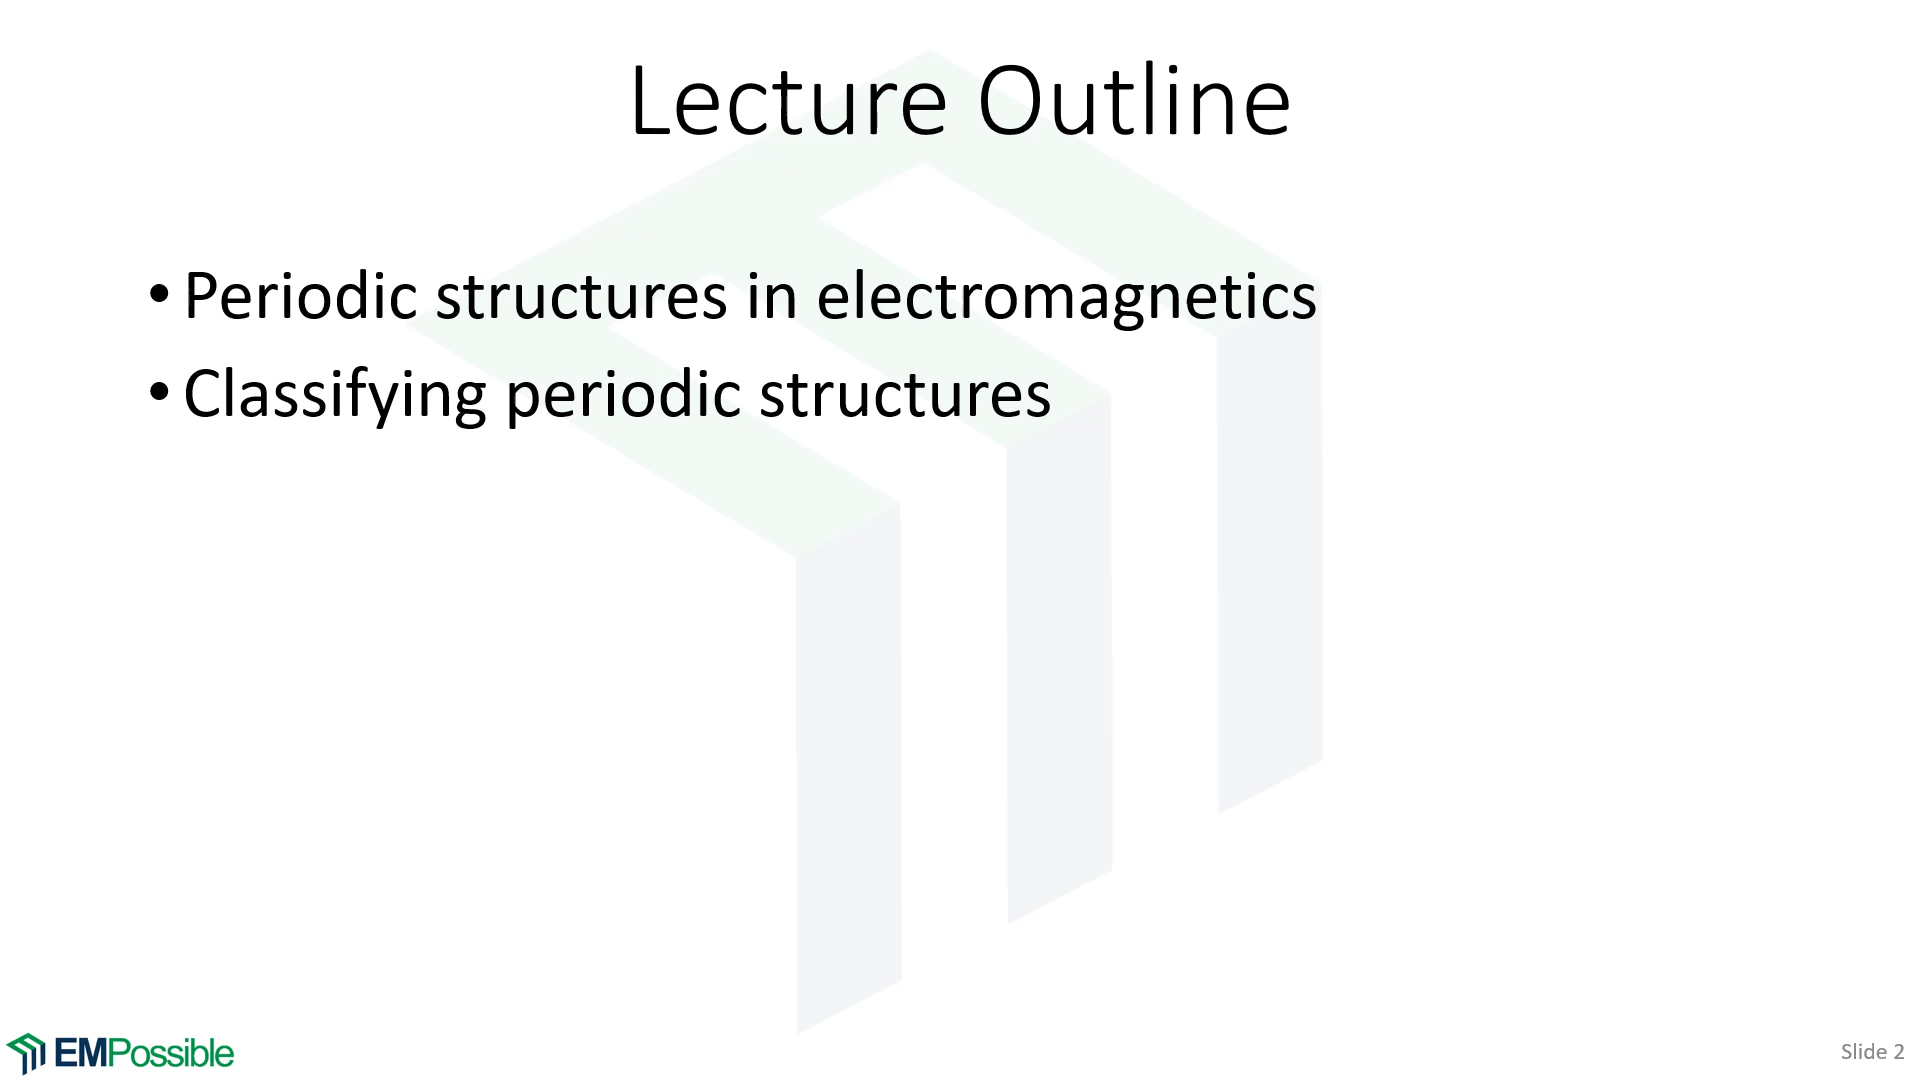 Lecture Outline
• Periodic structures in electromagnetics
• Classifying periodic structures
EMPossible
Slide 2